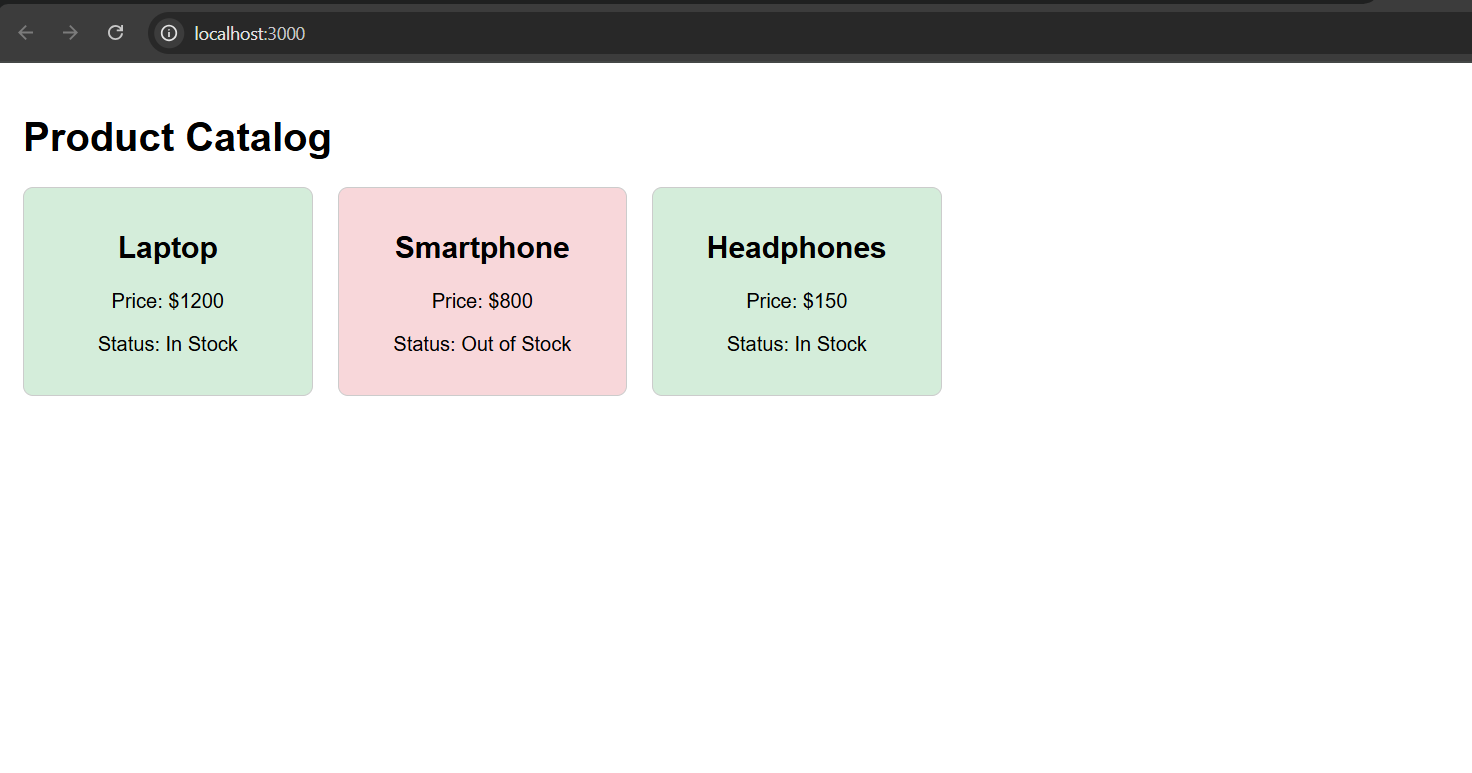 localhost:3000
Product Catalog
Laptop
Price: $1200
Status: In Stock
Smartphone
Price: $800
Status: Out of Stock
Headphones
Price: $150
Status: In Stock